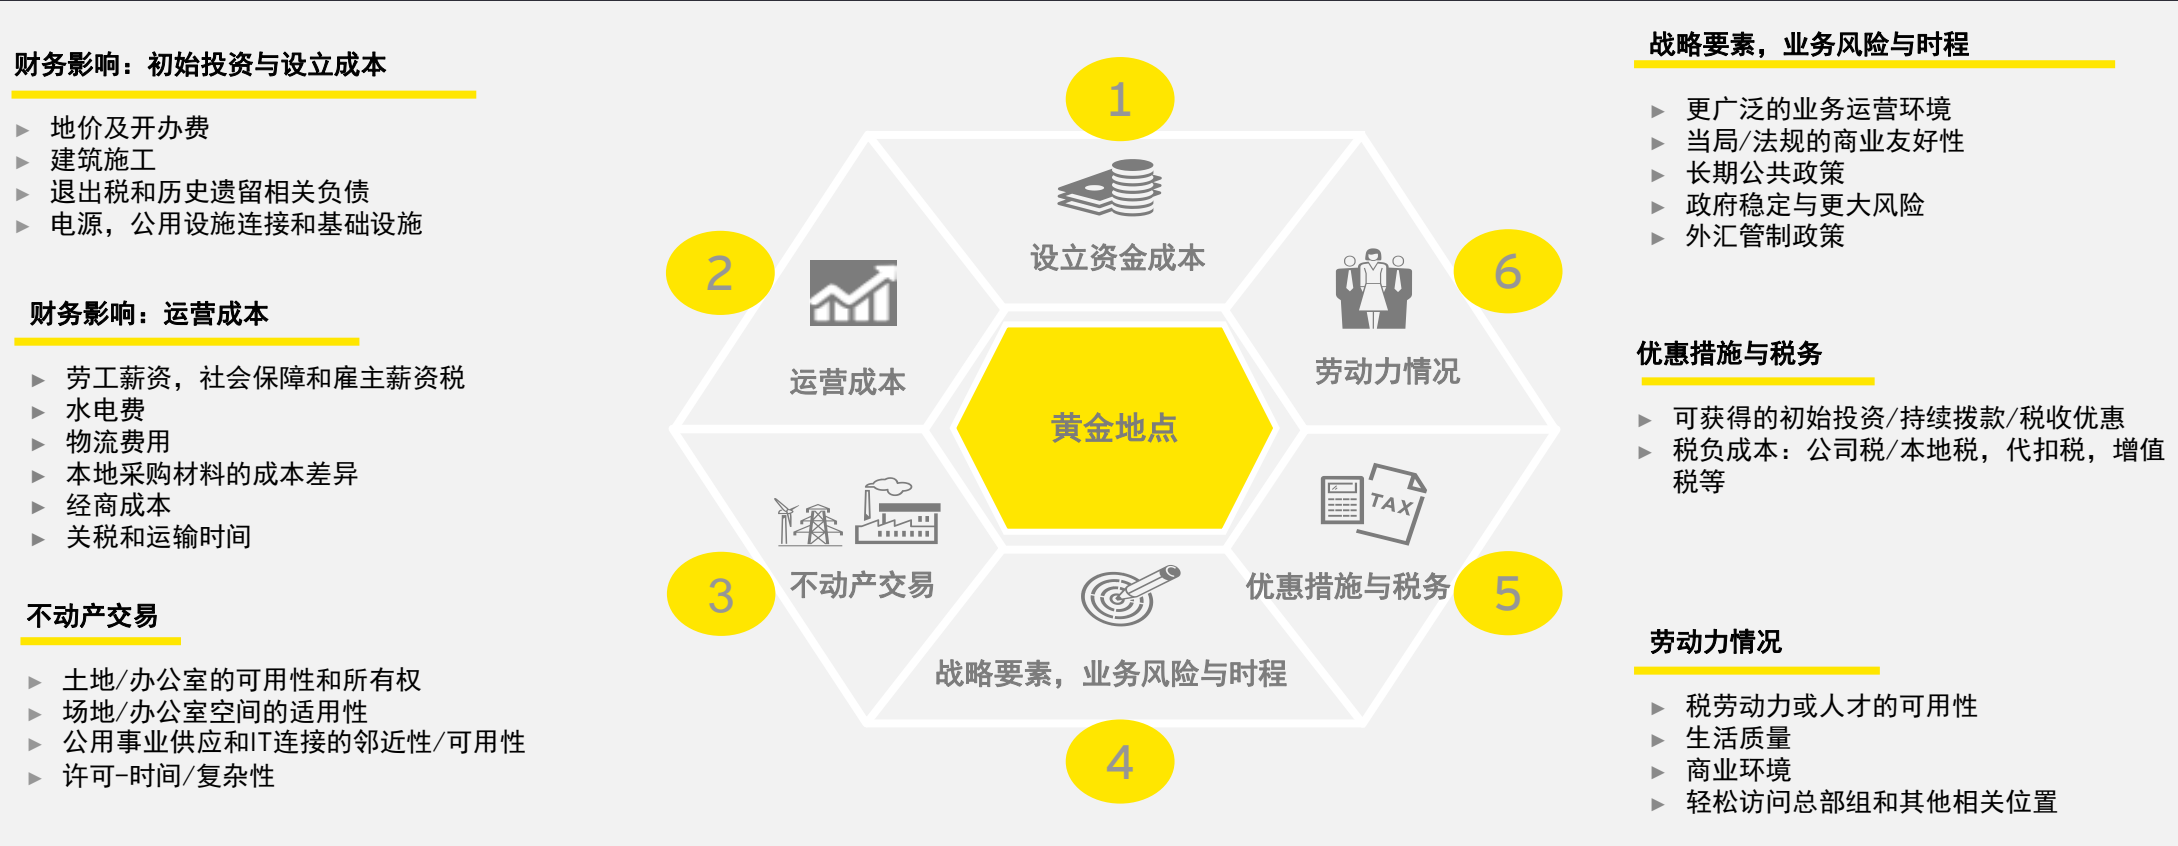 财务影响：初始投资与设立成本
地价及开办费
建筑施工
退出税和历史遗留相关负债
电源，公用设施连接和基础设施
财务影响：运营成本
劳工薪资，社会保障和雇主薪资税
水电费
物流费用
本地采购材料的成本差异
经商成本
关税和运输时间
不动产交易
土地/办公室的可用性和所有权
场地/办公室空间的适用性
公用事业供应和IT连接的邻近性/可用性
许可-时间/复杂性
1
设立资金成本
2
运营成本
6
劳动力情况
黄金地点
TAX
3
不动产交易
优惠措施与税务
5
战略要素，业务风险与时程
4
战略要素，业务风险与时程
更广泛的业务运营环境
当局/法规的商业友好性
长期公共政策
政府稳定与更大风险
外汇管制政策
优惠措施与税务
可获得的初始投资/持续拨款/税收优惠
税负成本：公司税/本地税，代扣税，增值
税等
劳动力情况
税劳动力或人才的可用性
生活质量
商业环境
轻松访问总部组和其他相关位置